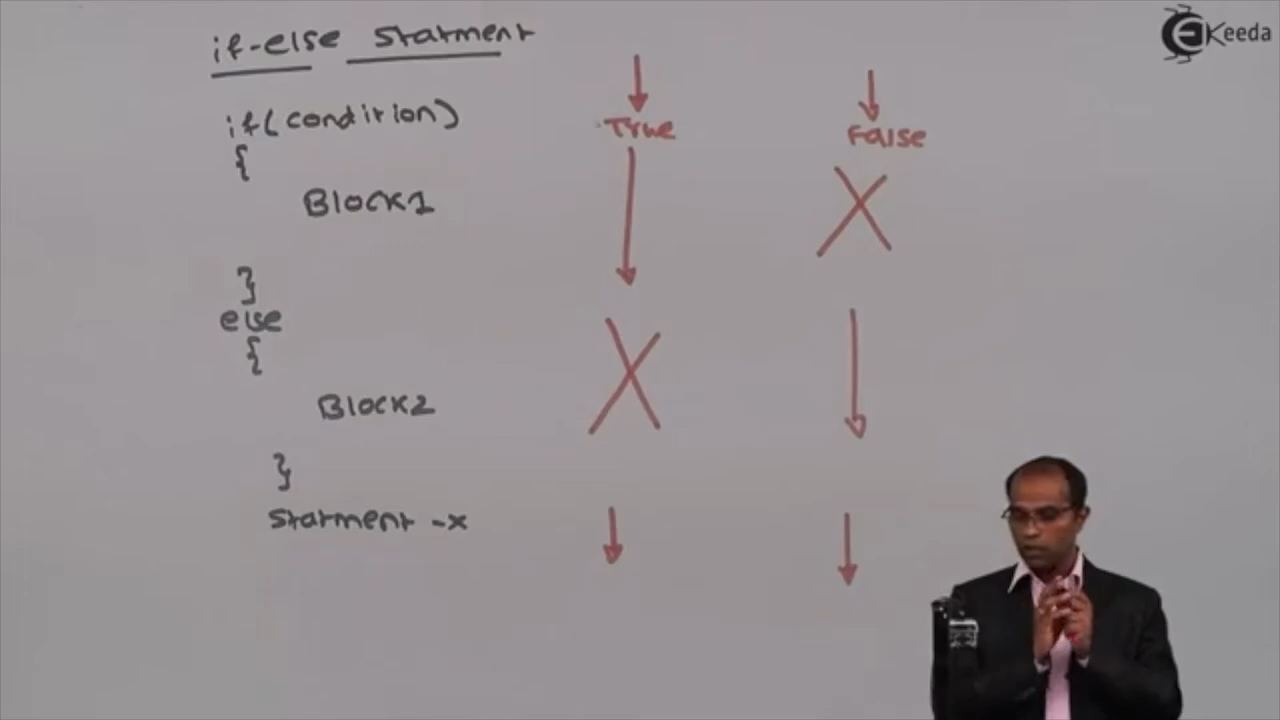 if-else statment
if(condition)
{
Block1
}
else
{
Block2
}
statment -x
True
False
EKeeda